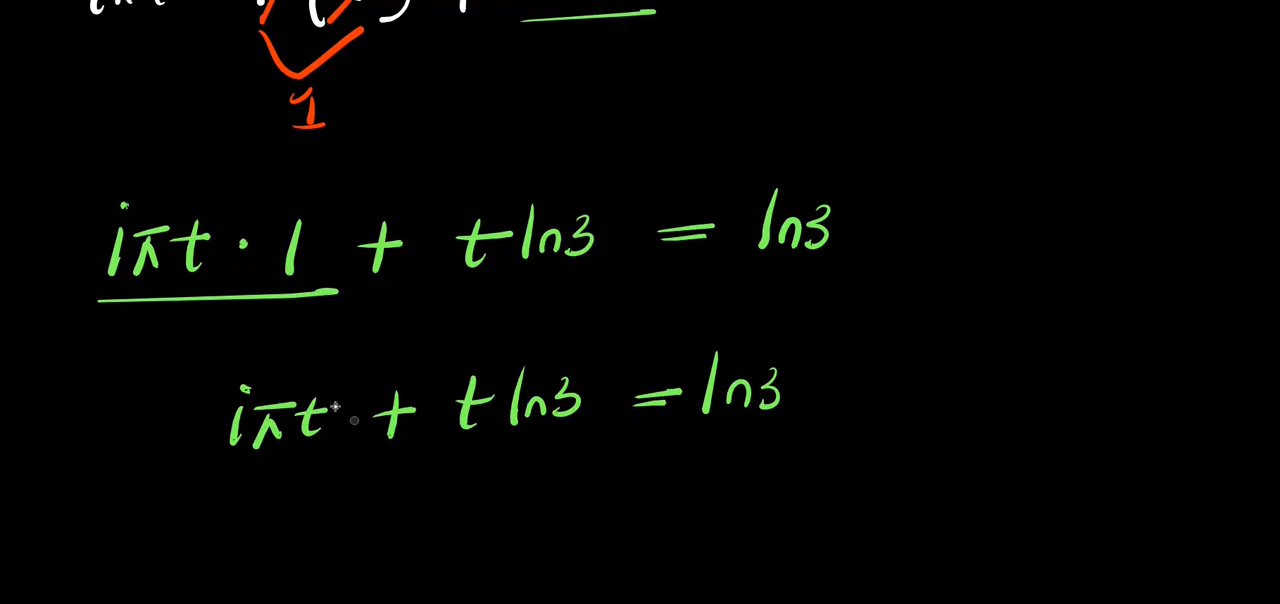 1
iπt · 1 + t ln3 = ln3
iπt + t ln3 = ln3